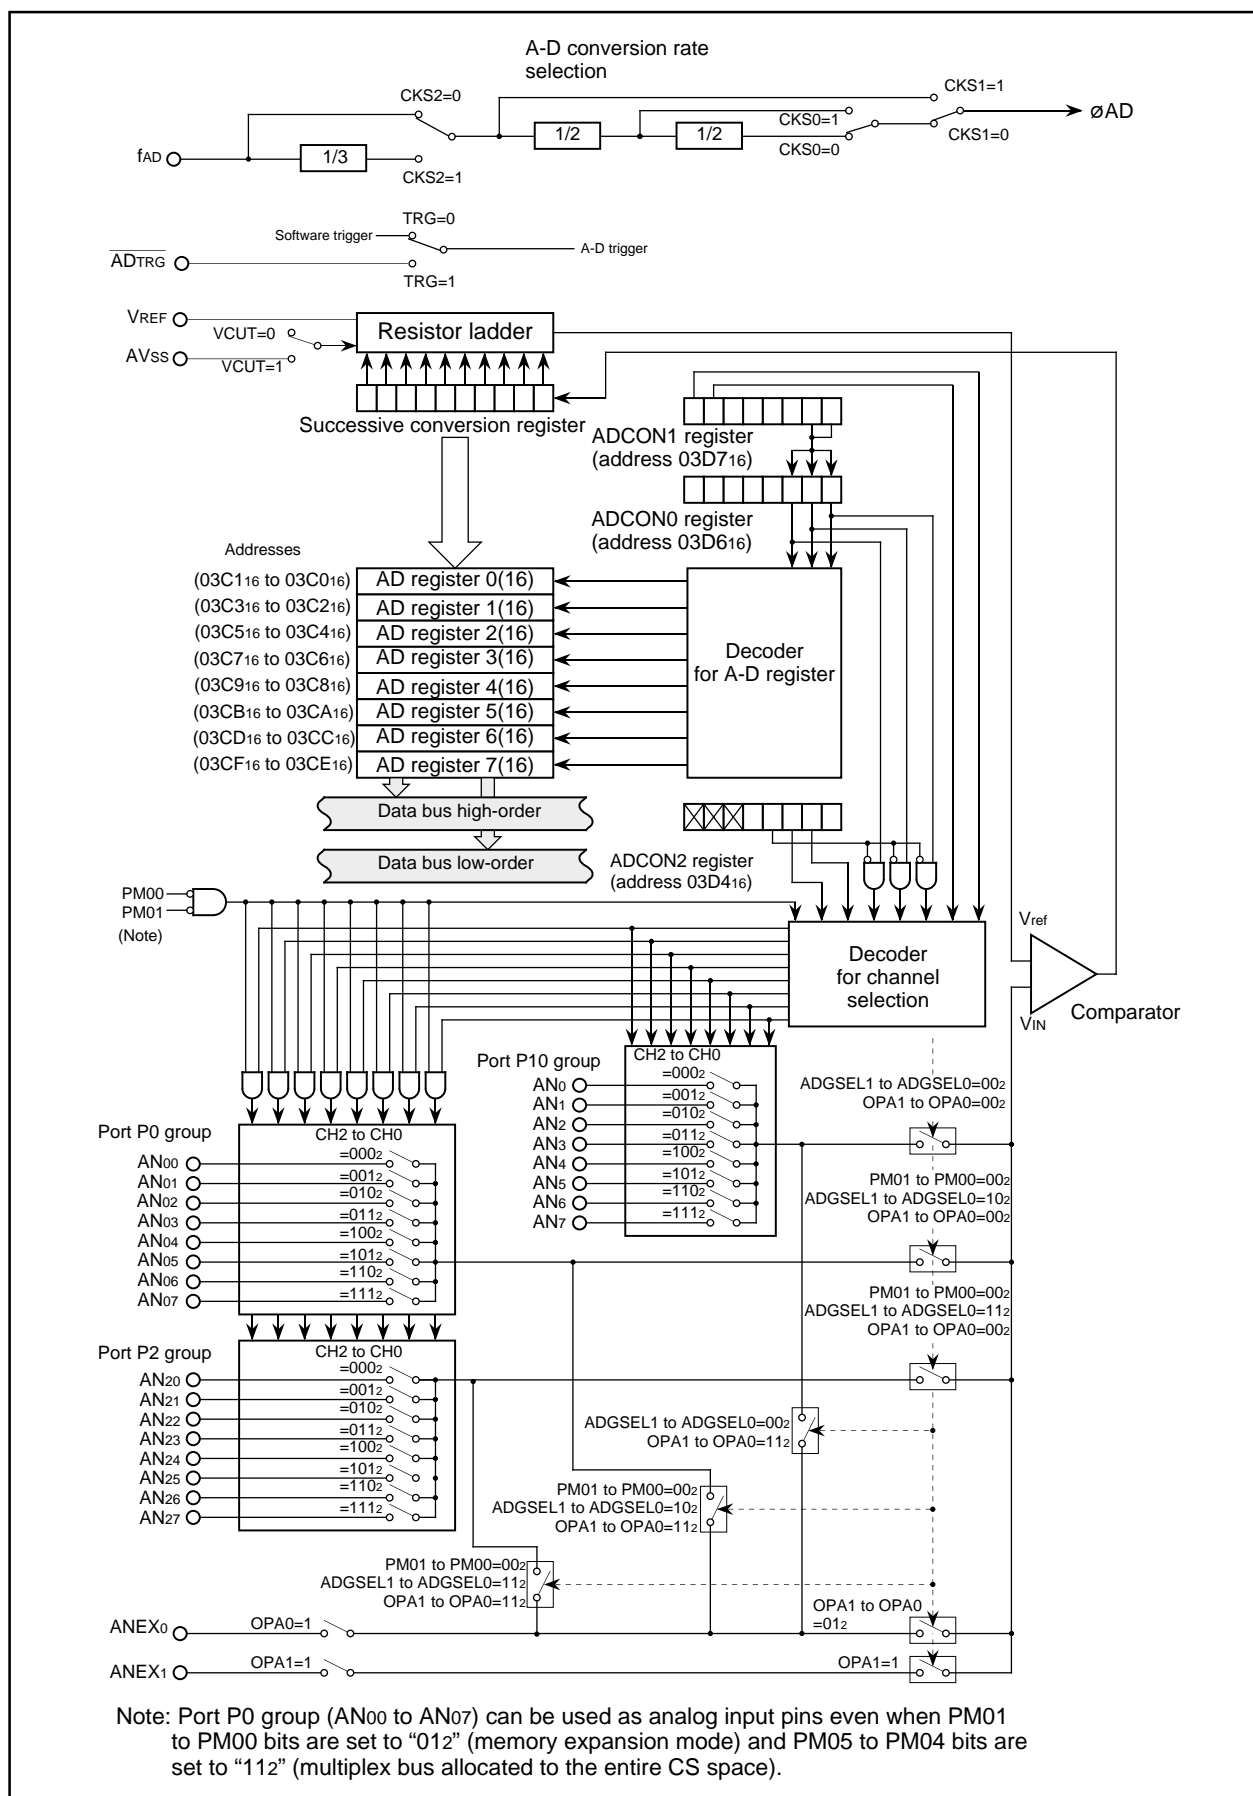 A-D conversion rate
selection
CKS2=0
CKS1=1
CKS0=1
øAD
fAD
1/3
1/2
1/2
CKS0=0
CKS1=0
CKS2=1
TRG=0
Software trigger
A-D trigger
ADTRG
TRG=1
VREF
VCUT=0
Resistor ladder
AVSS
VCUT=1
Successive conversion register
ADCON1 register
(address 03D716)
ADCON0 register
(address 03D616)
Addresses
(03C116 to 03C016)
AD register 0(16)
(03C316 to 03C216)
AD register 1(16)
(03C516 to 03C416)
AD register 2(16)
(03C716 to 03C616)
AD register 3(16)
(03C916 to 03C816)
AD register 4(16)
(03CB16 to 03CA16)
AD register 5(16)
(03CD16 to 03CC16)
AD register 6(16)
(03CF16 to 03CE16)
AD register 7(16)
Decoder
for A-D register
Data bus high-order
Data bus low-order
ADCON2 register
(address 03D416)
PM00
PM01
(Note)
Decoder
for channel
selection
Vref
VIN
Comparator
Port P10 group
CH2 to CH0
AN0
=0002
AN1
=0012
AN2
=0102
AN3
=0112
AN4
=1002
AN5
=1012
AN6
=1102
AN7
=1112
ADGSEL1 to ADGSEL0=002
OPA1 to OPA0=002
Port P0 group
CH2 to CH0
AN00
=0002
AN01
=0012
AN02
=0102
AN03
=0112
AN04
=1002
AN05
=1012
AN06
=1102
AN07
=1112
PM01 to PM00=002
ADGSEL1 to ADGSEL0=102
OPA1 to OPA0=002
PM01 to PM00=002
ADGSEL1 to ADGSEL0=112
OPA1 to OPA0=002
Port P2 group
CH2 to CH0
AN20
=0002
AN21
=0012
AN22
=0102
AN23
=0112
AN24
=1002
AN25
=1012
AN26
=1102
AN27
=1112
ADGSEL1 to ADGSEL0=002
OPA1 to OPA0=112
PM01 to PM00=002
ADGSEL1 to ADGSEL0=102
OPA1 to OPA0=112
PM01 to PM00=002
ADGSEL1 to ADGSEL0=112
OPA1 to OPA0=112
ANEX0
OPA0=1
OPA1 to OPA0
=012
ANEX1
OPA1=1
OPA1=1
Note: Port P0 group (AN00 to AN07) can be used as analog input pins even when PM01
to PM00 bits are set to “012” (memory expansion mode) and PM05 to PM04 bits are
set to “112” (multiplex bus allocated to the entire CS space).